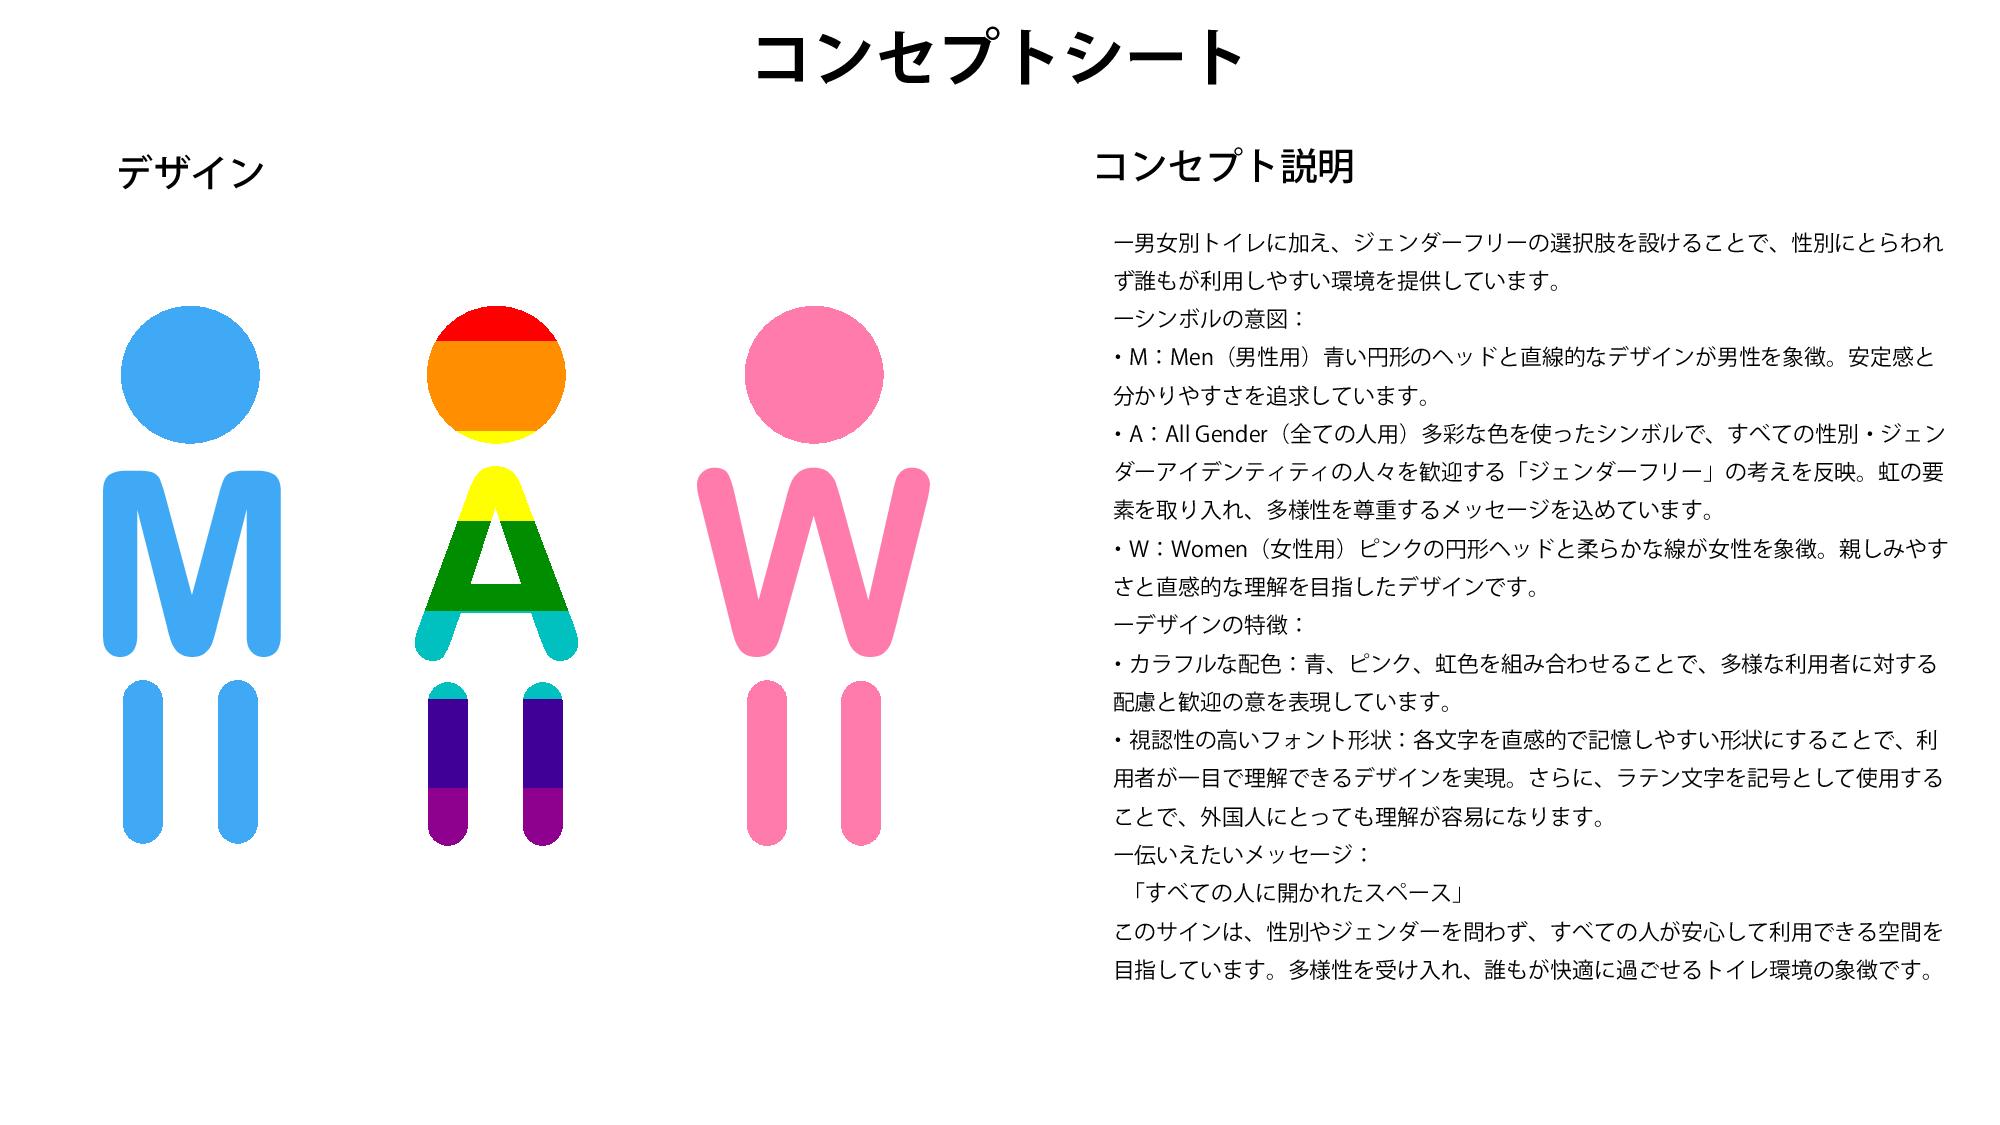 コンセプトシート
デザイン
M
A
W
コンセプト説明
ー男女別トイレに加え、ジェンダーフリーの選択肢を設けることで、性別にとらわれ
ず誰もが利用しやすい環境を提供しています。
ーシンボルの意図：
・M：Men（男性用）青い円形のヘッドと直線的なデザインが男性を象徴。安定感と
分かりやすさを追求しています。
・A：All Gender（全ての人用）多彩な色を使ったシンボルで、すべての性別・ジェン
ダーアイデンティティの人々を歓迎する「ジェンダーフリー」の考えを反映。虹の要
素を取り入れ、多様性を尊重するメッセージを込めています。
・W：Women（女性用）ピンクの円形ヘッドと柔らかな線が女性を象徴。親しみやす
さと直感的な理解を目指したデザインです。
ーデザインの特徴：
・カラフルな配色：青、ピンク、虹色を組み合わせることで、多様な利用者に対する
配慮と歓迎の意を表現しています。
・視認性の高いフォント形状：各文字を直感的で記憶しやすい形状にすることで、利
用者が一目で理解できるデザインを実現。さらに、ラテン文字を記号として使用する
ことで、外国人にとっても理解が容易になります。
ー伝いえたいメッセージ：
「すべての人に開かれたスペース」
このサインは、性別やジェンダーを問わず、すべての人が安心して利用できる空間を
目指しています。多様性を受け入れ、誰もが快適に過ごせるトイレ環境の象徴です。